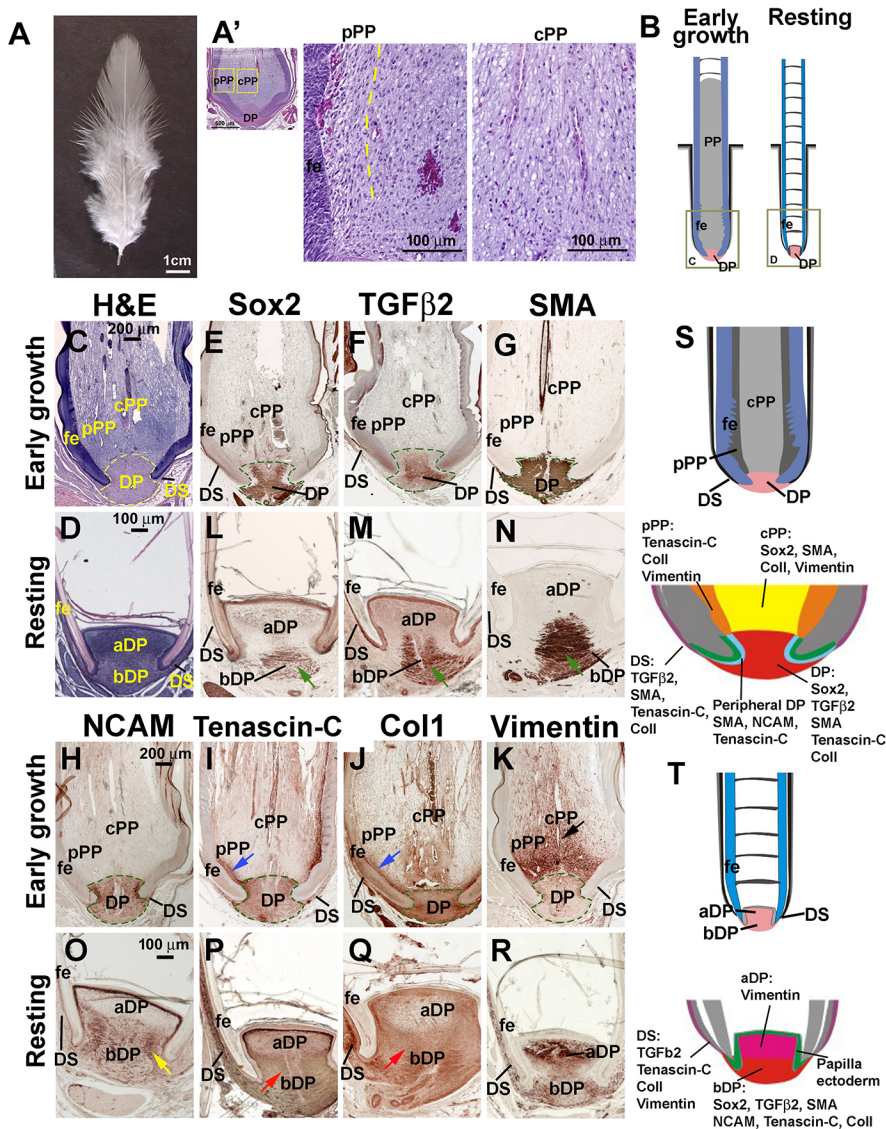 A
1cm
A'
pPP
cPP
pPP
cPP
DP
500 μm
fe
100 μm
100 μm
B
Early
growth
Resting
PP
fe
C
DP
fe
D
DP
H&E
Sox2
TGFβ2
SMA
Early growth
C
200 μm
cPP
pPP
fe
DP
DS
E
cPP
fe
pPP
DS
DP
F
cPP
fe
pPP
DS
DP
G
cPP
pPP
fe
DS
DP
S
cPP
fe
pPP
DS
DP
Resting
D
100 μm
fe
aDP
bDP
DS
L
fe
aDP
DS
bDP
M
fe
aDP
DS
bDP
N
aDP
fe
DS
bDP
pPP:
Tenascin-C
ColI
Vimentin
cPP:
Sox2, SMA,
ColI, Vimentin
DS:
TGFβ2,
SMA,
Tenascin-C,
ColI
Peripheral DP
SMA, NCAM,
Tenascin-C
DP:
Sox2,
TGFβ2
SMA
Tenascin-C
ColI
NCAM
Tenascin-C
Col1
Vimentin
Early growth
H
200 μm
cPP
pPP
fe
DP
DS
I
cPP
pPP
fe
DP
DS
J
cPP
pPP
fe
DP
DS
K
cPP
pPP
fe
DP
DS
T
fe
aDP
bDP
DS
Resting
O
100 μm
fe
aDP
bDP
DS
P
fe
aDP
bDP
DS
Q
fe
aDP
bDP
DS
R
fe
aDP
bDP
DS
aDP:
Vimentin
DS:
TGFb2
Tenascin-C
ColI
Vimentin
Papilla
ectoderm
bDP:
Sox2, TGFβ2, SMA
NCAM, Tenascin-C, ColI